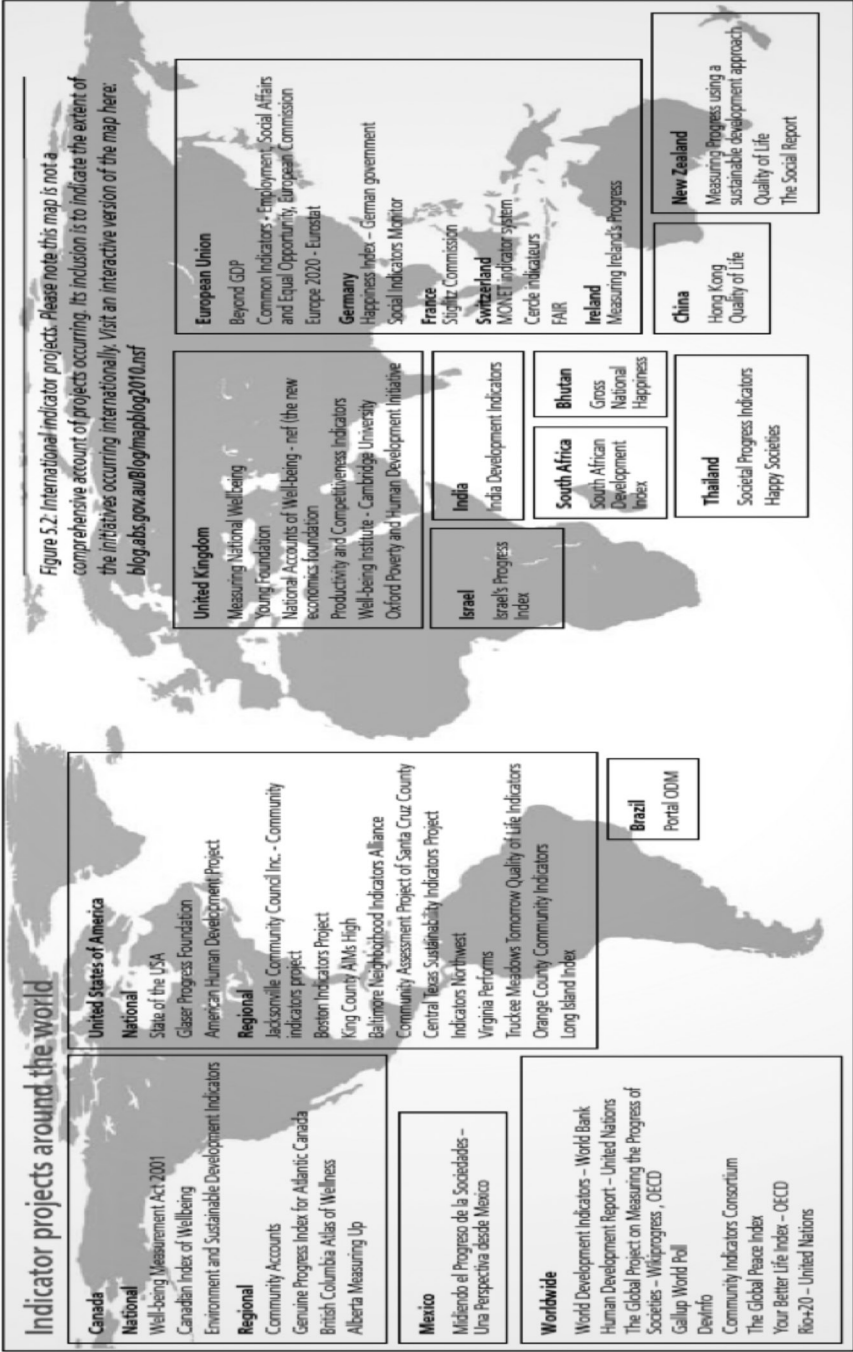 Indicator projects around the world
Figure 5.2: International indicator projects. Please note this map is not a
comprehensive account of projects occurring. Its inclusion is to indicate the extent of
the initiatives occurring internationally. Visit an interactive version of the map here:
blog.abs.gov.au/Blog/mapblog2010.nsf
Canada
National
Well-being Measurement Act 2001
Canadian Index of Wellbeing
Environment and Sustainable Development Indicators
Regional
Community Accounts
Genuine Progress Index for Atlantic Canada
British Columbia Atlas of Wellness
Alberta Measuring Up
Mexico
Midiendo el Progreso de la Sociedades –
Una Perspectiva desde Mexico
Worldwide
World Development Indicators – World Bank
Human Development Report – United Nations
The Global Project on Measuring the Progress of
Societies – Wikiprogress , OECD
Gallup World Poll
DevInfo
Community Indicators Consortium
The Global Peace Index
Your Better Life Index – OECD
Rio+20 – United Nations
United States of America
National
State of the USA
Glaser Progress Foundation
American Human Development Project
Regional
Jacksonville Community Council Inc. - Community
indicators project
Boston Indicators Project
King County AIMs High
Baltimore Neighborhood Indicators Alliance
Community Assessment Project of Santa Cruz County
Central Texas Sustainability Indicators Project
Indicators Northwest
Virginia Performs
Truckee Meadows Tomorrow Quality of Life Indicators
Orange County Community Indicators
Long Island Index
Brazil
Portal ODM
United Kingdom
Measuring National Wellbeing
Young Foundation
National Accounts of Well-being - nef (the new
economics foundation
Productivity and Competitiveness Indicators
Well-being Institute - Cambridge University
Oxford Poverty and Human Development Initiative
Israel
Israel's Progress
Index
India
India Development Indicators
South Africa
South African
Development
Index
Bhutan
Gross
National
Happiness
Thailand
Societal Progress Indicators
Happy Societies
European Union
Beyond GDP
Common Indicators - Employment, Social Affairs
and Equal Opportunity, European Commission
Europe 2020 - Eurostat
Germany
Happiness Index – German government
Social Indicators Monitor
France
Stiglitz Commission
Switzerland
MONET indicator system
Cercle indicateurs
FAIR
Ireland
Measuring Ireland's Progress
China
Hong Kong
Quality of Life
New Zealand
Measuring Progress using a
sustainable development approach
Quality of Life
The Social Report